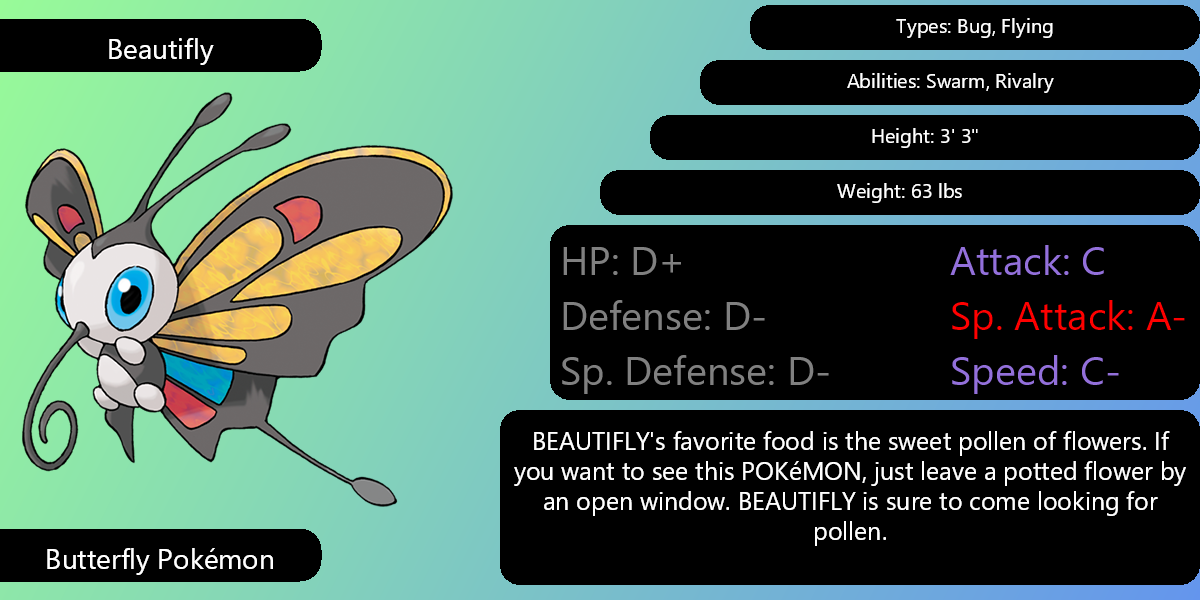 Beautifly
Types: Bug, Flying
Abilities: Swarm, Rivalry
Height: 3' 3"
Weight: 63 lbs
HP: D+ Attack: C
Defense: D- Sp. Attack: A-
Sp. Defense: D- Speed: C-
BEAUTIFLY's favorite food is the sweet pollen of flowers. If
you want to see this POKéMON, just leave a potted flower by
an open window. BEAUTIFLY is sure to come looking for
pollen.
Butterfly Pokémon